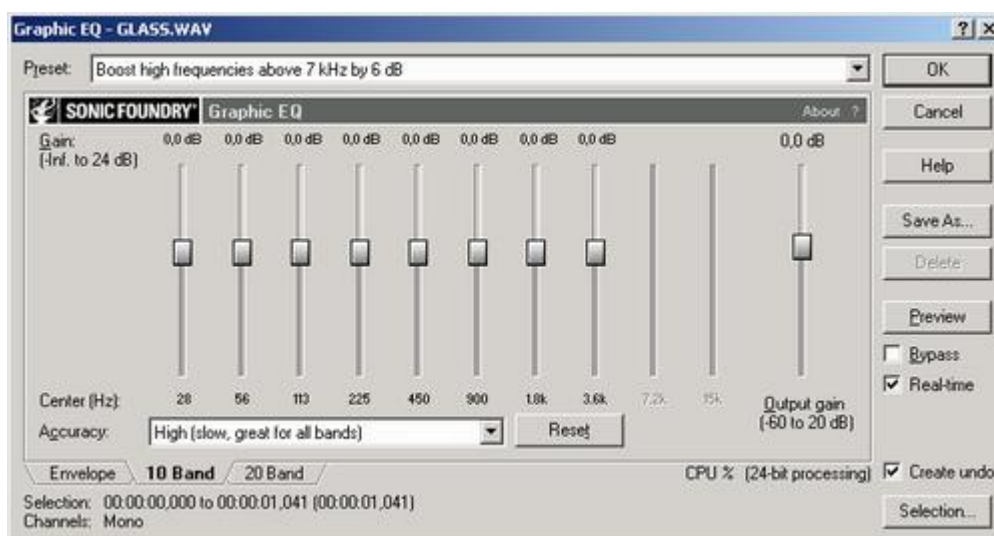 Graphic EQ - GLASS.WAV
Preset: Boost high frequencies above 7 kHz by 6 dB
OK
SONIC FOUNDRY Graphic EQ About ?
Cancel
Gain: 0,0 dB 0,0 dB 0,0 dB 0,0 dB 0,0 dB 0,0 dB 0,0 dB 0,0 dB 0,0 dB
(-Inf. to 24 dB)
Help
Save As...
Delete
Preview
Bypass
Real-time
Center (Hz): 28 56 113 225 450 900 1.8k 3.6k 7.2k 15k
Output gain
(-60 to 20 dB)
Accuracy: High (slow, great for all bands) Reset
Envelope 10 Band 20 Band CPU % (24-bit processing)
Create undo
Selection: 00:00:00,000 to 00:00:01,041 (00:00:01,041)
Channels: Mono
Selection...